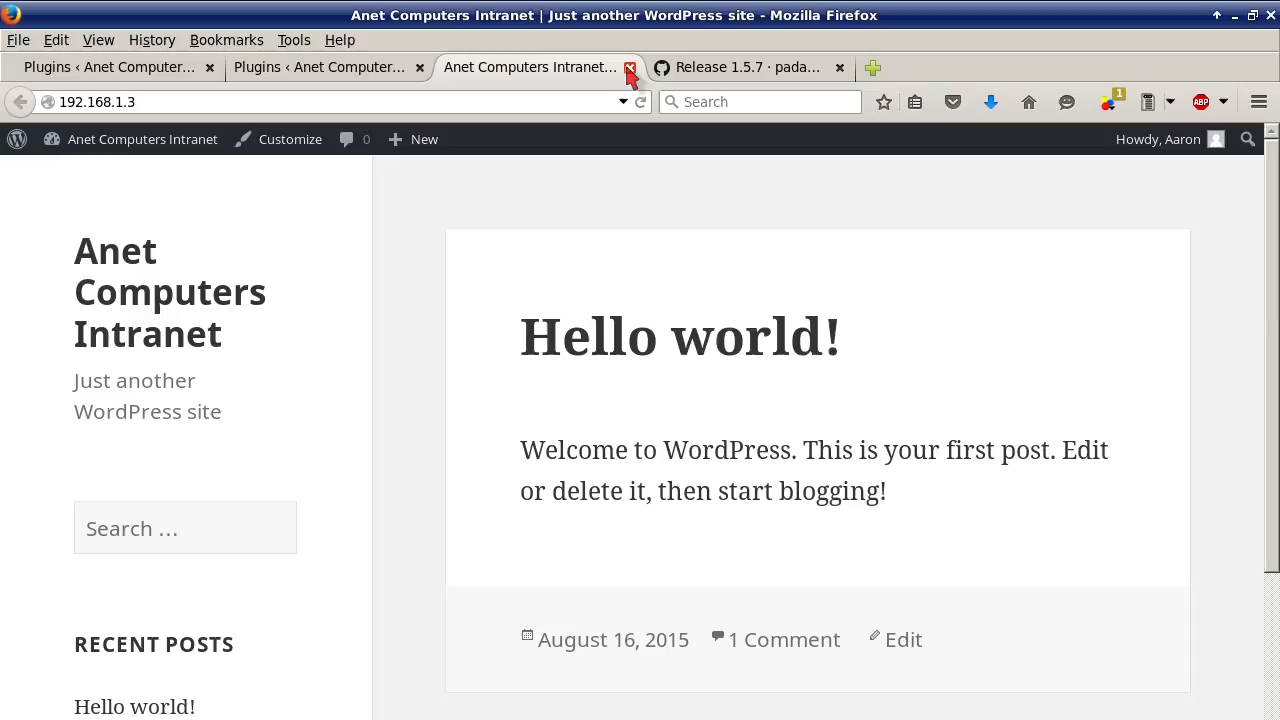 Anet Computers Intranet | Just another WordPress site - Mozilla Firefox
File Edit View History Bookmarks Tools Help
Plugins ‹ Anet Computer... Plugins ‹ Anet Computer... Anet Computers Intranet... Release 1.5.7 · pada...
192.168.1.3 Search 1 ABP
Anet Computers Intranet Customize 0 New Howdy, Aaron
Anet
Computers
Intranet
Just another
WordPress site
Search ...
RECENT POSTS
Hello world!
Hello world!
Welcome to WordPress. This is your first post. Edit
or delete it, then start blogging!
August 16, 2015 1 Comment Edit